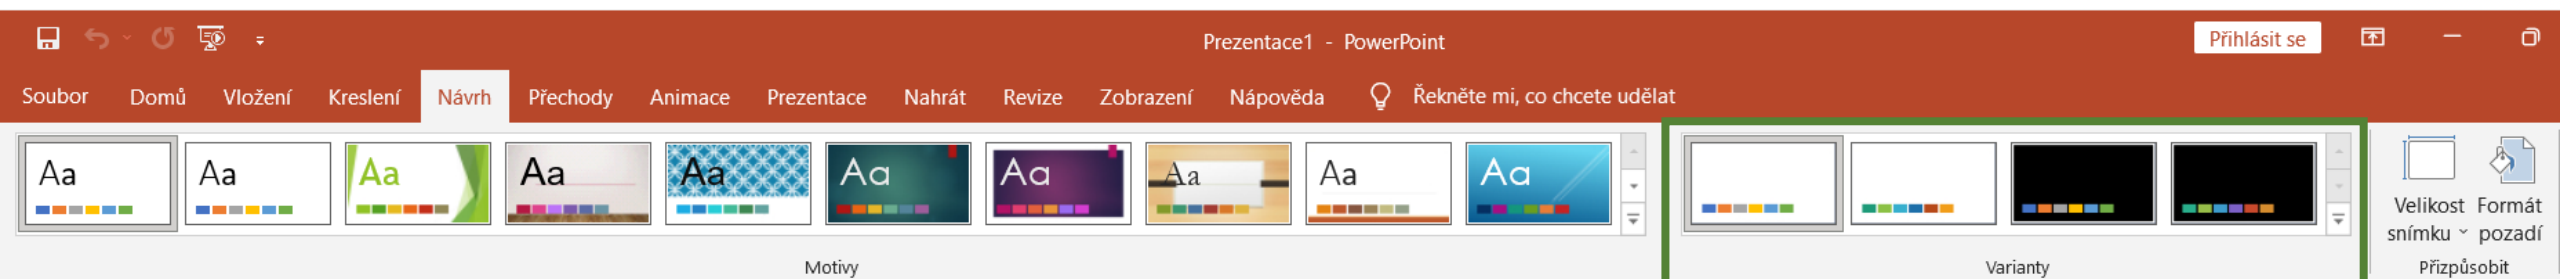 Prezentace1 - PowerPoint
Přihlásit se
Soubor Domů Vložení Kreslení Návrh Přechody Animace Prezentace Nahrát Revize Zobrazení Nápověda Řekněte mi, co chcete udělat
Aa Aa Aa Aa Aa Aa Aa Aa Aa Aa
Velikost snímku
Formát pozadí
Motivy
Varianty
Přizpůsobit